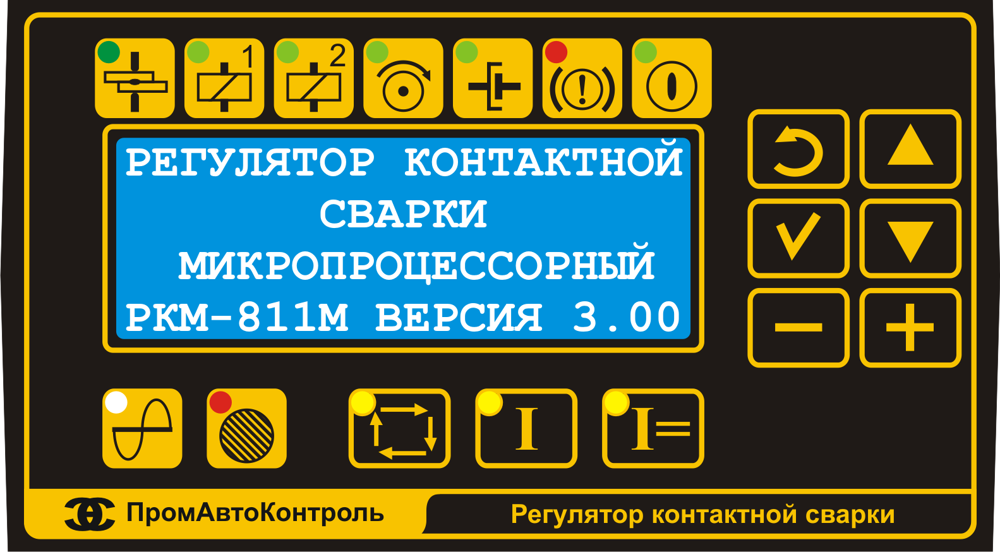 1
2
РЕГУЛЯТОР КОНТАКТНОЙ
СВАРКИ
МИКРОПРОЦЕССОРНЫЙ
РКМ-811М ВЕРСИЯ 3.00
I
I=
ПромАвтоКонтроль
Регулятор контактной сварки